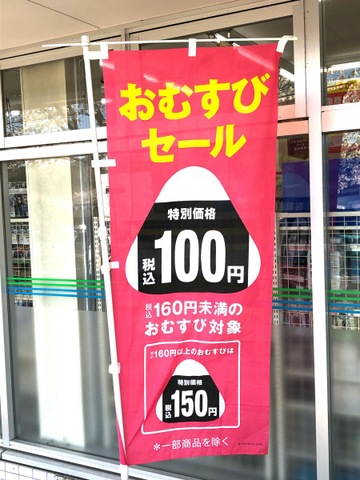 おむすび
セール
特別価格
税込 100円
税込 160円未満の
おむすび対象
税込 160円以上のおむすびは
特別価格
税込 150円
＊一部商品を除く